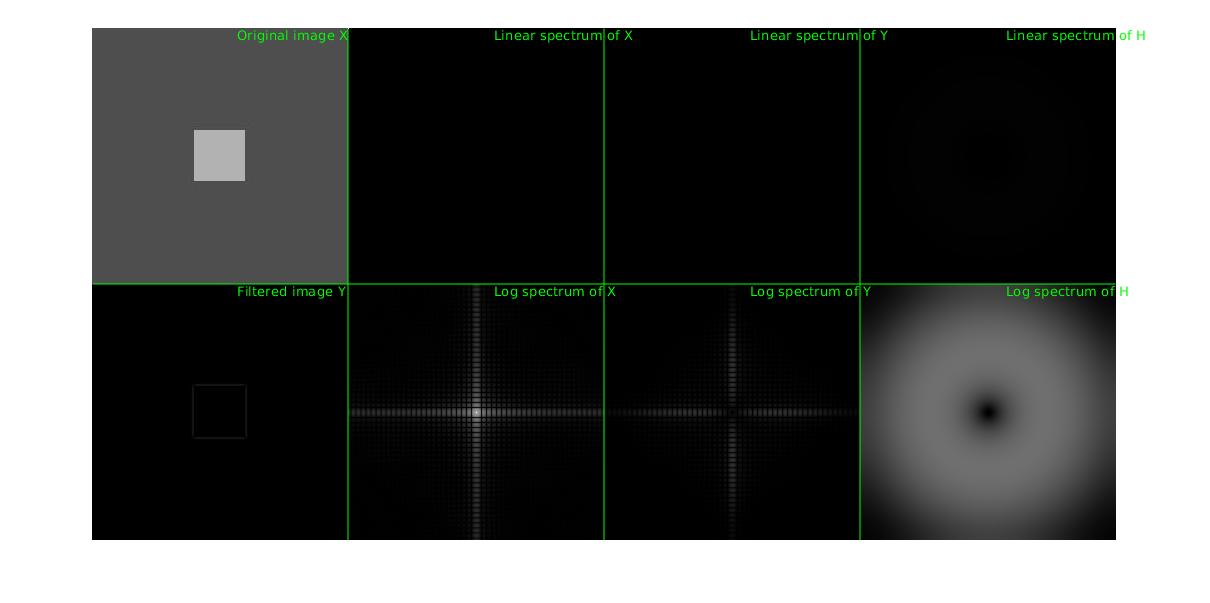 Original image X
Linear spectrum of X
Linear spectrum of Y
Linear spectrum of H
Filtered image Y
Log spectrum of X
Log spectrum of Y
Log spectrum of H